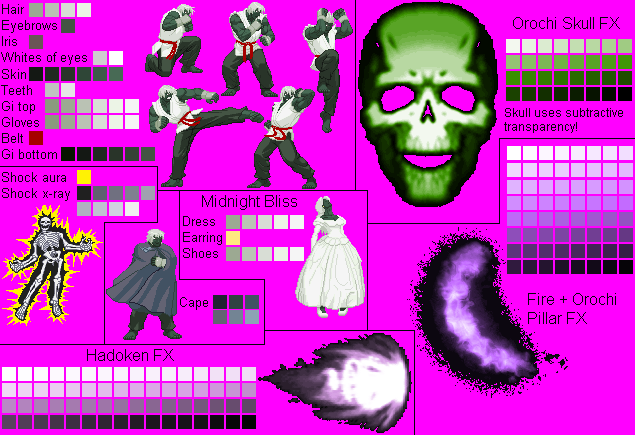 Hair
Eyebrows
Iris
Whites of eyes
Skin
Teeth
Gi top
Gloves
Belt
Gi bottom
Shock aura
Shock x-ray
Orochi Skull FX
Skull uses subtractive
transparency!
Midnight Bliss
Dress
Earring
Shoes
Cape
Fire + Orochi
Pillar FX
Hadoken FX